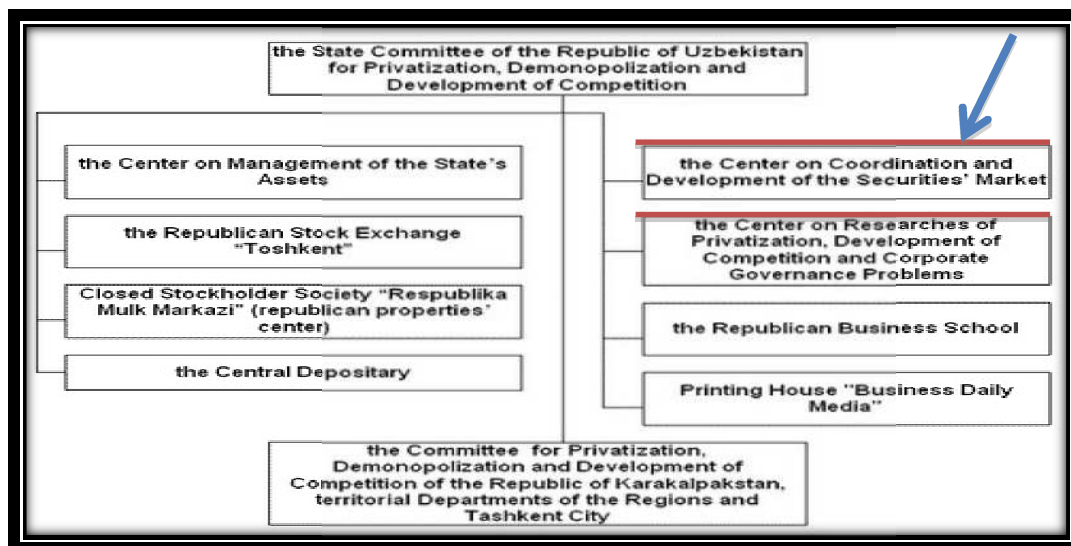 the State Committee of the Republic of Uzbekistan
for Privatization, Demonopolization and
Development of Competition
the Center on Management of the State's
Assets
the Republican Stock Exchange
"Toshkent"
Closed Stockholder Society "Respublika
Mulk Markazi" (republican properties'
center)
the Central Depositary
the Center on Coordination and
Development of the Securities' Market
the Center on Researches of
Privatization, Development of
Competition and Corporate
Governance Problems
the Republican Business School
Printing House "Business Daily
Media"
the Committee for Privatization,
Demonopolization and Development of
Competition of the Republic of Karakalpakstan,
territorial Departments of the Regions and
Tashkent City